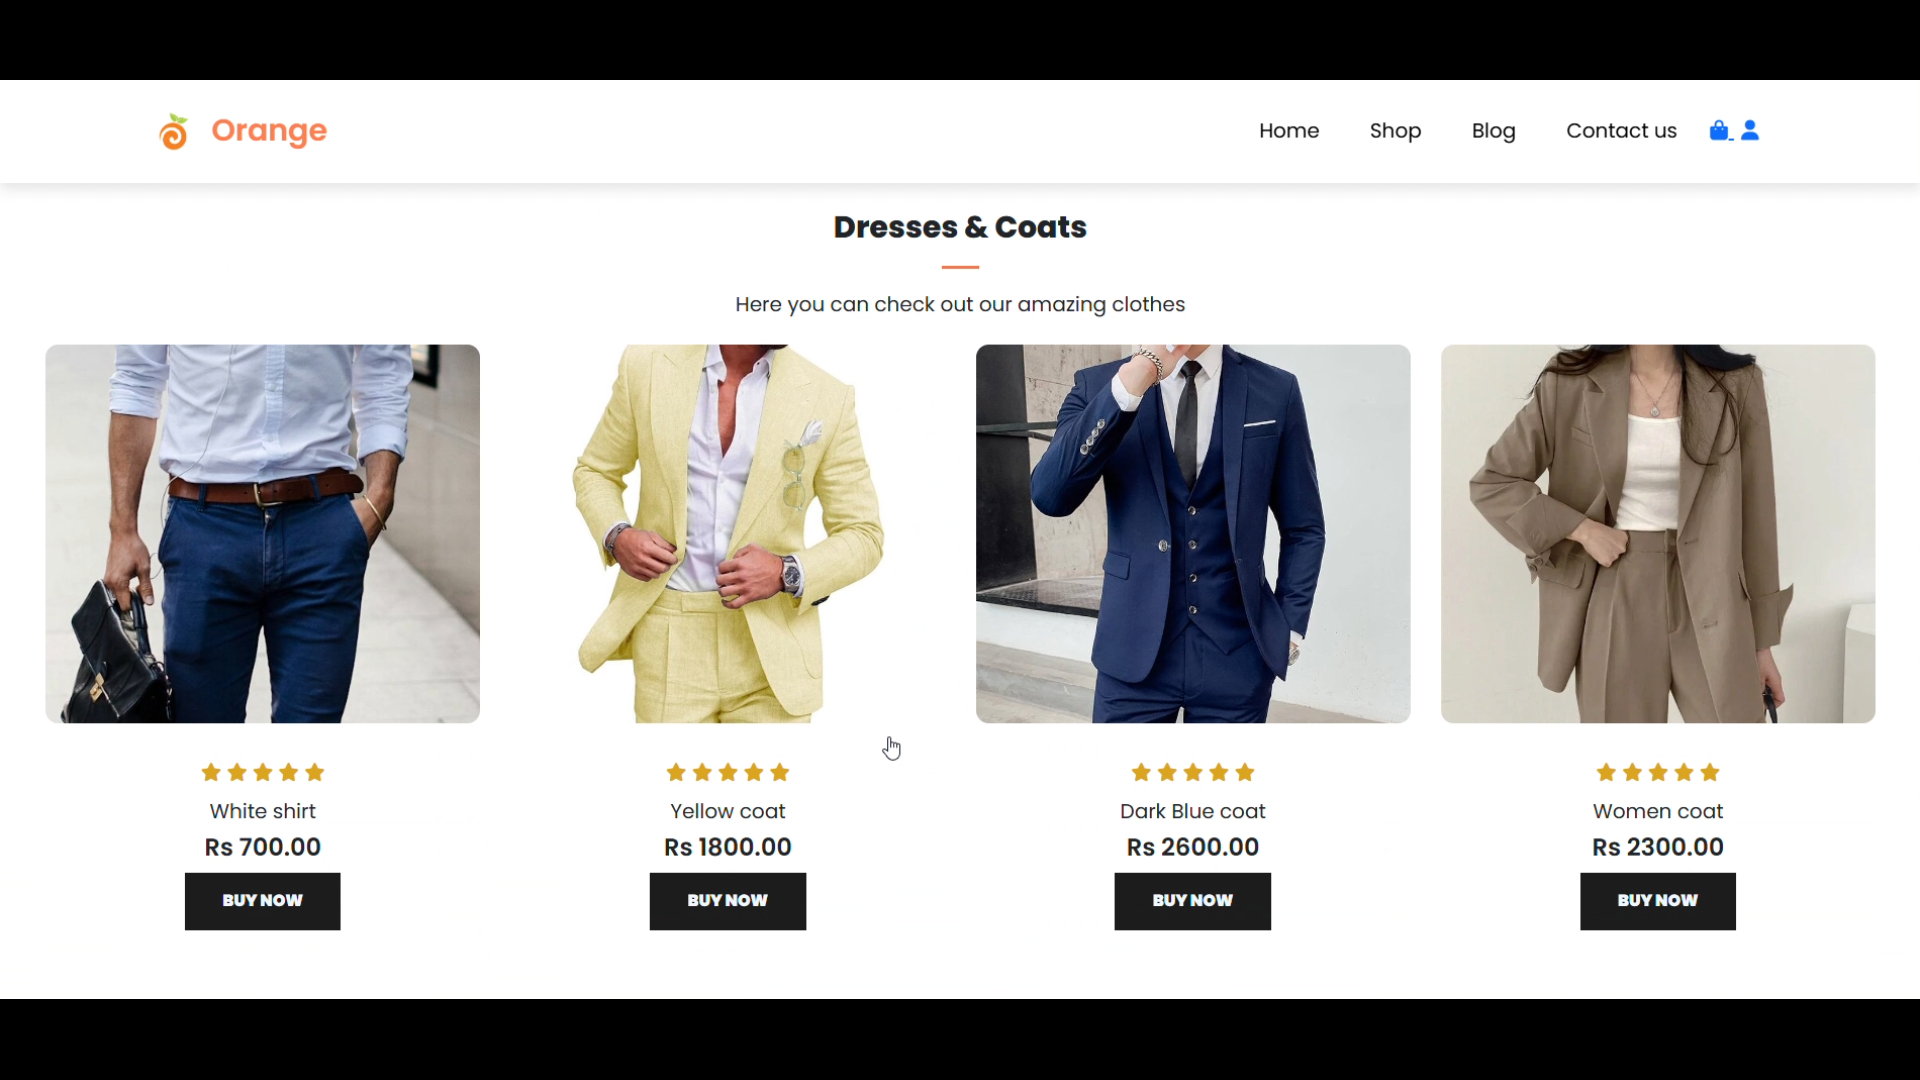 Orange
Home Shop Blog Contact us
Dresses & Coats
Here you can check out our amazing clothes
White shirt
Rs 700.00
BUY NOW
Yellow coat
Rs 1800.00
BUY NOW
Dark Blue coat
Rs 2600.00
BUY NOW
Women coat
Rs 2300.00
BUY NOW